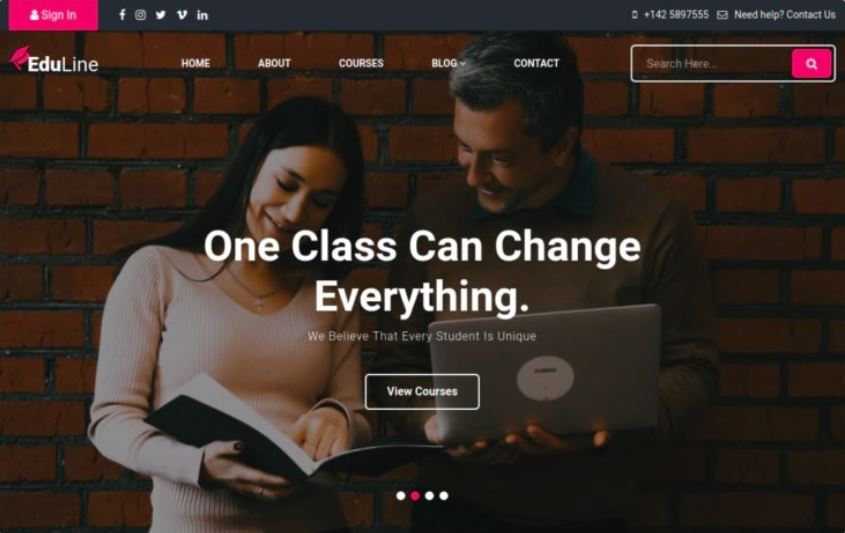 Sign In
+142 5897555 Need help? Contact Us
EduLine HOME ABOUT COURSES BLOG CONTACT Search Here...
One Class Can Change
Everything.
We Believe That Every Student Is Unique
View Courses